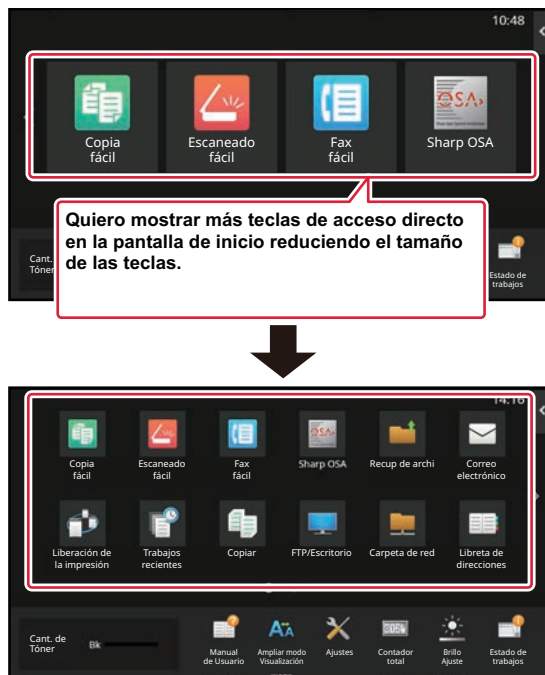 10:48
Copia
fácil
Escaneado
fácil
Fax
fácil
Sharp OSA
Quiero mostrar más teclas de acceso directo
en la pantalla de inicio reduciendo el tamaño
de las teclas.
Cant.
Tóner
Estado de
trabajos
14:16
Copia
fácil
Escaneado
fácil
Fax
fácil
Sharp OSA
Recup de archi
Correo
electrónico
Liberación de
la impresión
Trabajos
recientes
Copiar
FTP/Escritorio
Carpeta de red
Libreta de
direcciones
Cant. de
Tóner
Bk
Manual
de Usuario
Ampliar modo
Visualización
Ajustes
Contador
total
Brillo
Ajuste
Estado de
trabajos